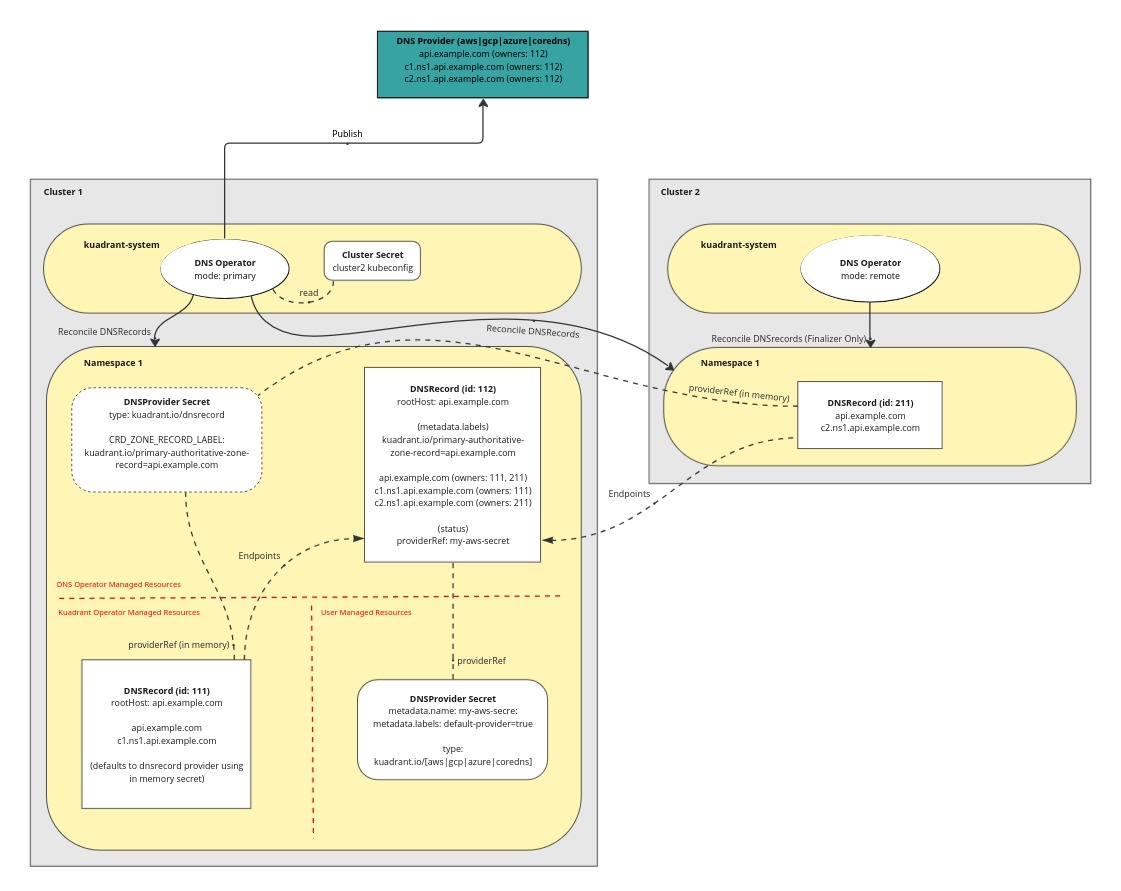 DNS Provider (aws|gcp|azure|coredns)
api.example.com (owners: 112)
c1.ns1.api.example.com (owners: 112)
c2.ns1.api.example.com (owners: 112)
Publish
Cluster 1
kuadrant-system
DNS Operator
mode: primary
Cluster Secret
cluster2 kubeconfig
read
Reconcile DNSRecords
Reconcile DNSRecords
Cluster 2
kuadrant-system
DNS Operator
mode: remote
Reconcile DNSrecords (Finalizer Only)
Namespace 1
DNSProvider Secret
type: kuadrant.io/dnsrecord
CRD_ZONE_RECORD_LABEL:
kuadrant.io/primary-authoritative-zone-
record=api.example.com
DNSRecord (id: 112)
rootHost: api.example.com
(metadata.labels)
kuadrant.io/primary-authoritative-
zone-record=api.example.com
api.example.com (owners: 111, 211)
c1.ns1.api.example.com (owners: 111)
c2.ns1.api.example.com (owners: 211)
(status)
providerRef: my-aws-secret
Namespace 1
providerRef (in memory)
DNSRecord (id: 211)
api.example.com
c2.ns1.api.example.com
Endpoints
Endpoints
DNS Operator Managed Resources
Kuadrant Operator Managed Resources
User Managed Resources
providerRef (in memory)
providerRef
DNSRecord (id: 111)
rootHost: api.example.com
api.example.com
c1.ns1.api.example.com
(defaults to dnsrecord provider using
in memory secret)
DNSProvider Secret
metadata.name: my-aws-secre:
metadata.labels: default-provider=true
type:
kuadrant.io/[aws|gcp|azure|coredns]